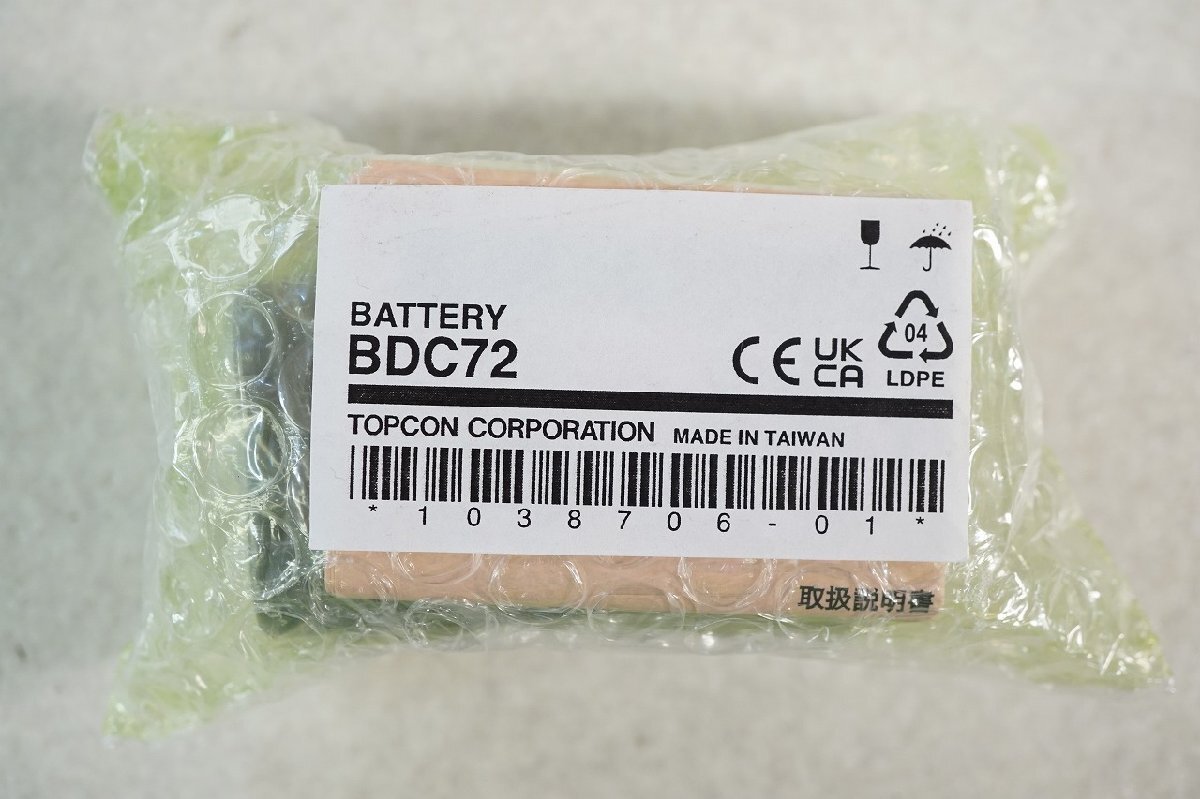 BATTERY
BDC72
CE UK CA
04
LDPE
TOPCON CORPORATION MADE IN TAIWAN
*1038706-01*
取扱説明書